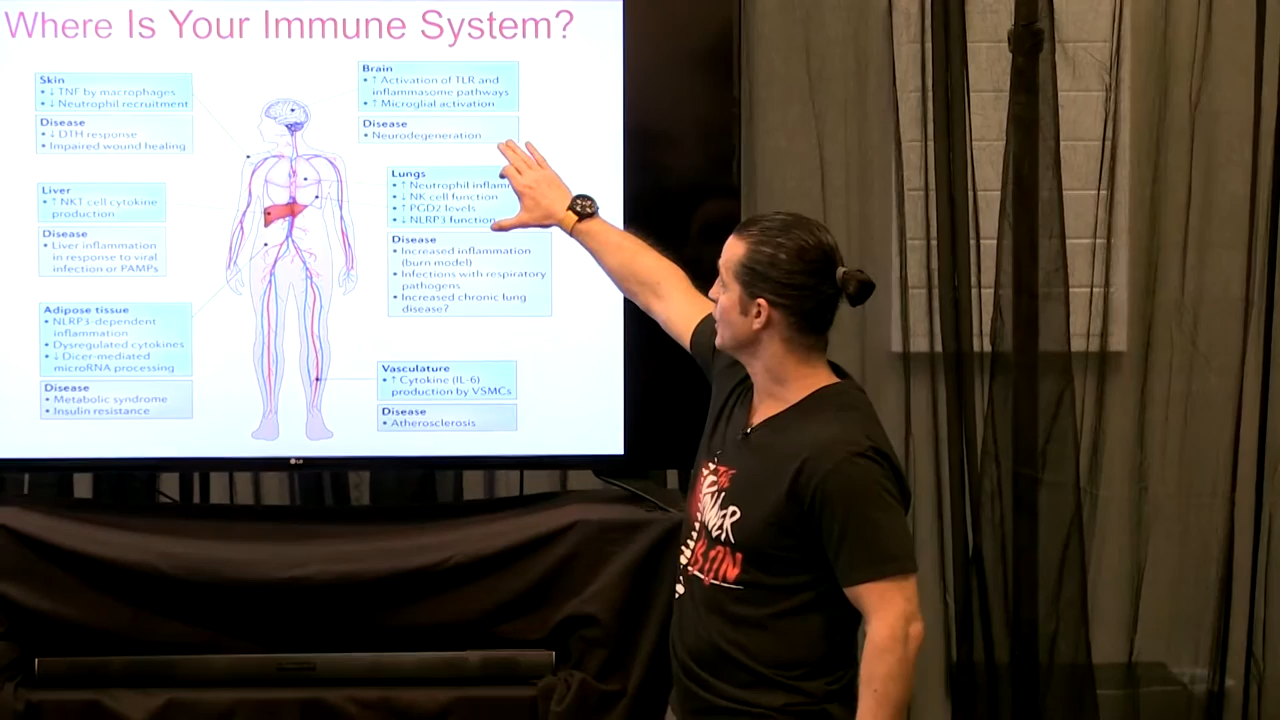 Where Is Your Immune System?
Skin
• ↓ TNF by macrophages
• ↓ Neutrophil recruitment
Disease
• ↓ DTH response
• Impaired wound healing
Liver
• ↑ NKT cell cytokine
production
Disease
• Liver inflammation
in response to viral
infection or PAMPs
Adipose tissue
• NLRP3-dependent
inflammation
• Dysregulated cytokines
• ↓ Dicer-mediated
microRNA processing
Disease
• Metabolic syndrome
• Insulin resistance
Brain
• ↑ Activation of TLR and
inflammasome pathways
• ↑ Microglial activation
Disease
• Neurodegeneration
Lungs
• ↑ Neutrophil inflamm
• ↓ NK cell function
• ↑ PGD2 levels
• ↓ NLRP3 function
Disease
• Increased inflammation
(burn model)
• Infections with respiratory
pathogens
• Increased chronic lung
disease?
Vasculature
• ↑ Cytokine (IL-6)
production by VSMCs
Disease
• Atherosclerosis
LG
THE